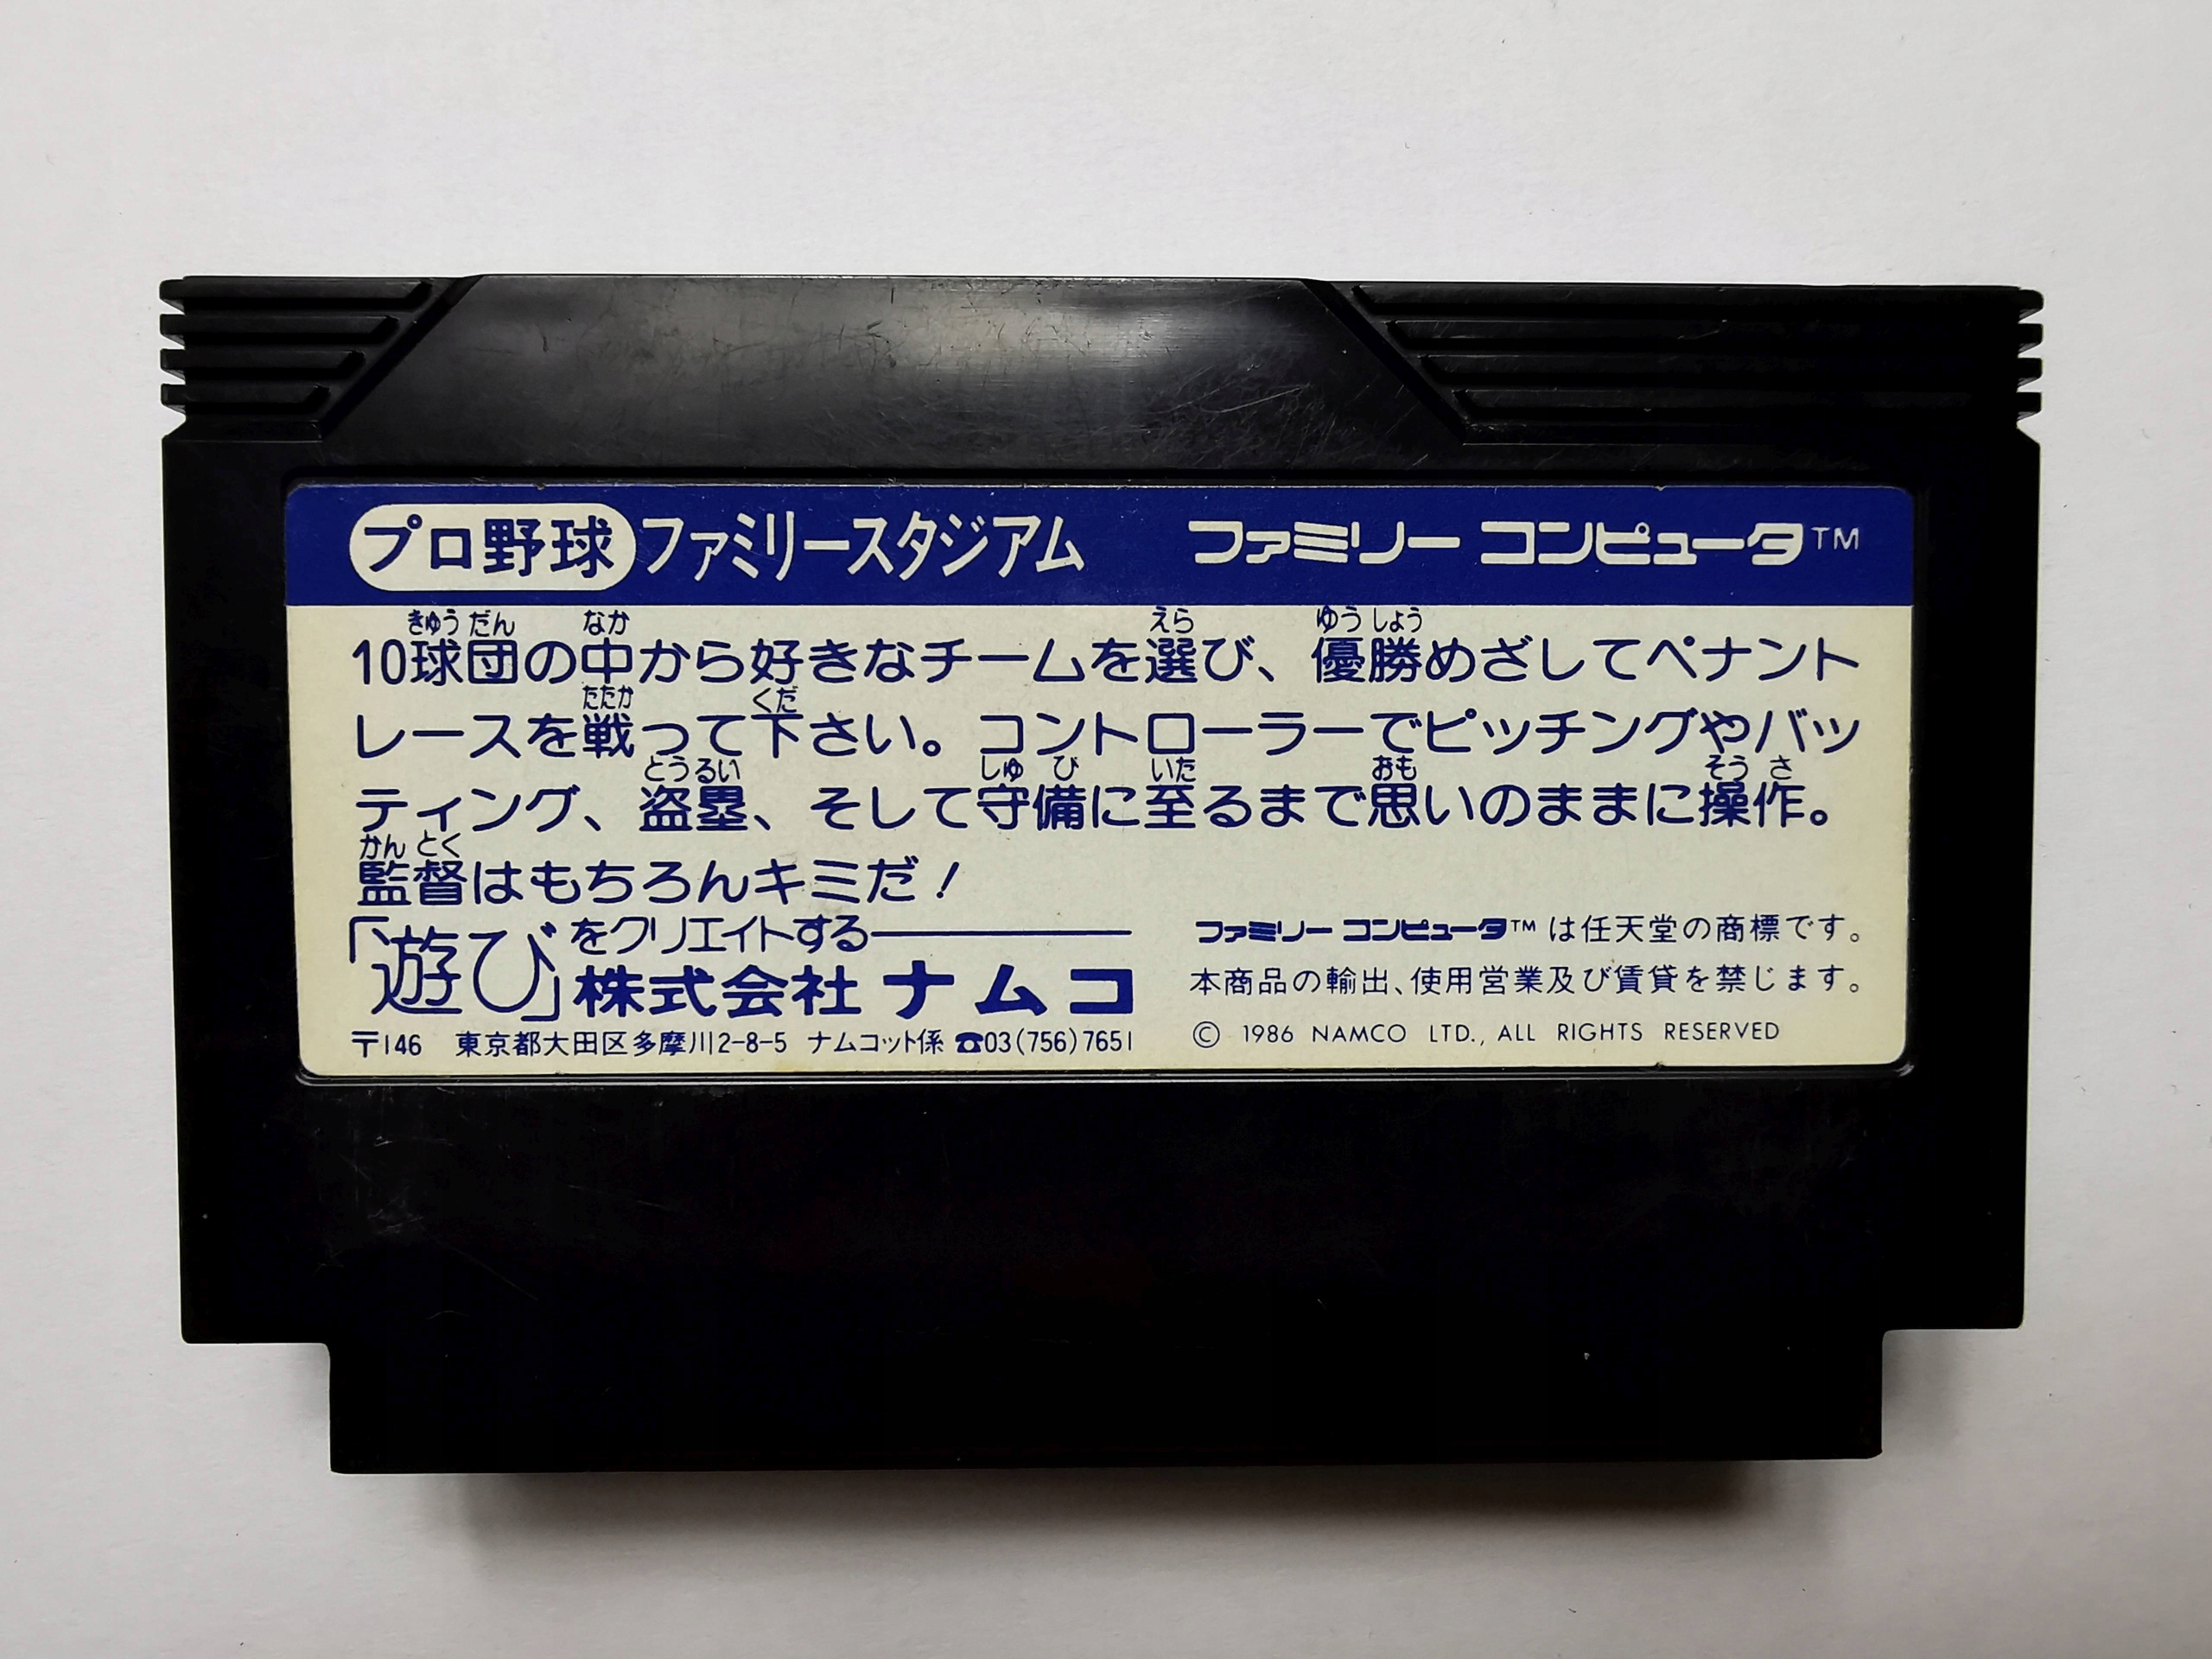 プロ野球ファミリースタジアム ファミリー コンピュータ™
10球団の中から好きなチームを選び、優勝めざしてペナント
レースを戦って下さい。コントローラーでピッチングやバッ
ティング、盗塁、そして守備に至るまで思いのままに操作。
監督はもちろんキミだ!
「遊び」をクリエイトする
株式会社ナムコ
〒146 東京都大田区多摩川2-8-5 ナムコット係 ☎03(756)7651
ファミリー コンピュータ™は任天堂の商標です。
本商品の輸出、使用営業及び賃貸を禁じます。
© 1986 NAMCO LTD., ALL RIGHTS RESERVED